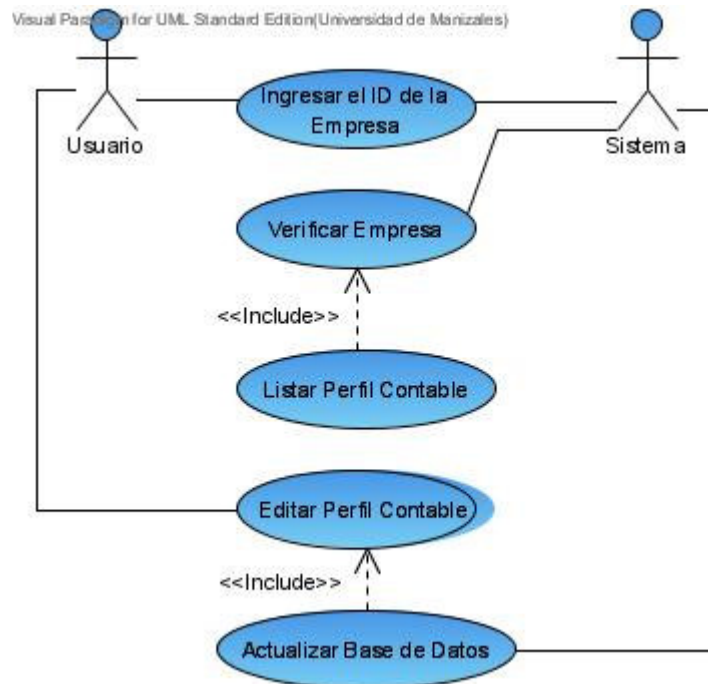 Visual Paradigm for UML Standard Edition(Universidad de Manizales)
Ingresar el ID de la
Empresa
Usuario
Sistema
Verificar Empresa
<<Include>>
Listar Perfil Contable
Editar Perfil Contable
<<Include>>
Actualizar Base de Datos